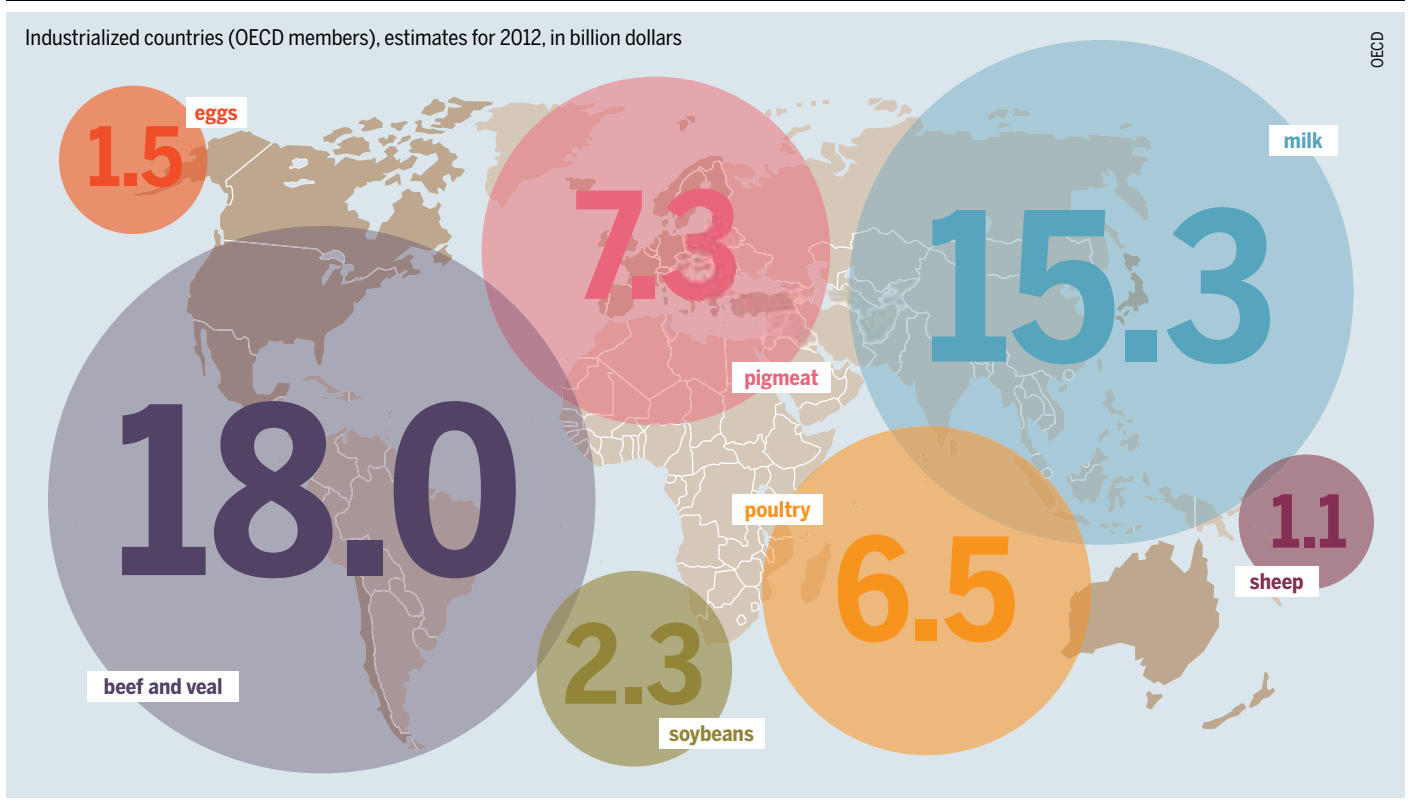 Industrialized countries (OECD members), estimates for 2012, in billion dollars
OECD
eggs
1.5
7.3
pigmeat
milk
15.3
18.0
beef and veal
poultry
6.5
1.1
sheep
2.3
soybeans